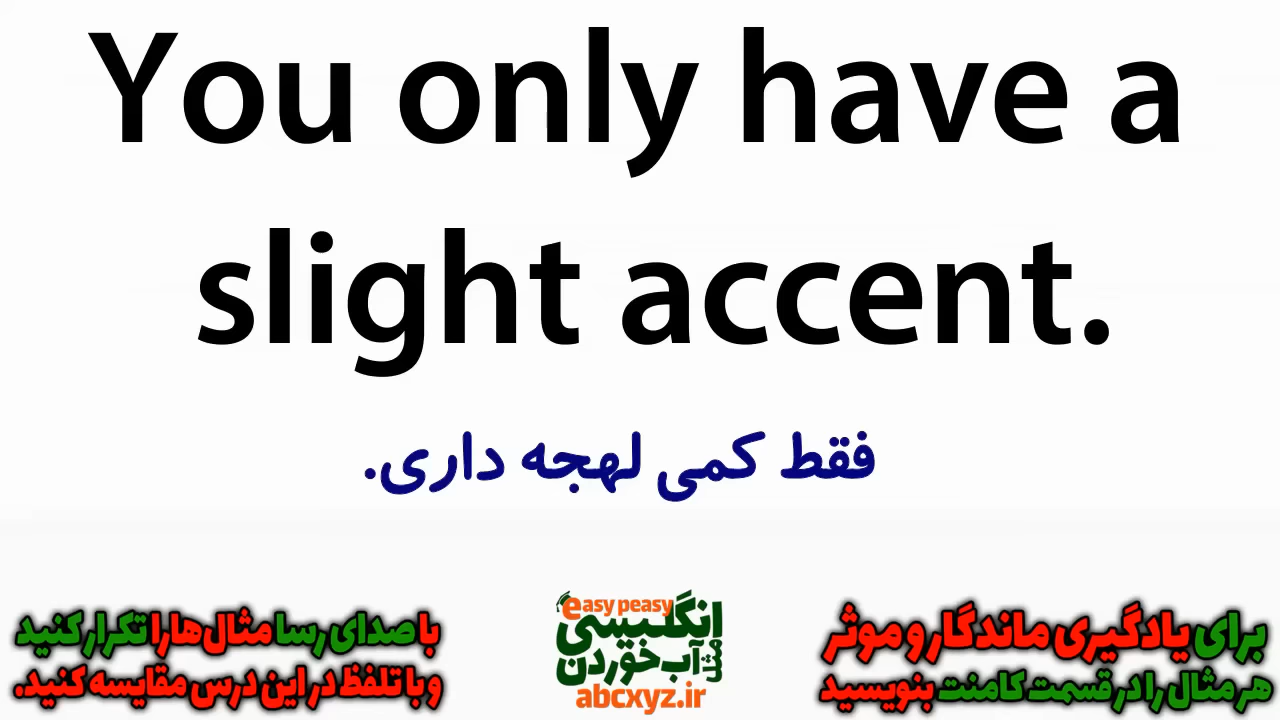 You only have a
slight accent.
فقط کمی لهجه داری.
برای یادگیری ماندگار و موثر
هر مثال را در قسمت کامنت بنویسید
easy peasy
انگلیسی
مثل آب خوردن
abcxyz.ir
با صدای رسا مثال‌ها را تکرار کنید
و با تلفظ در این درس مقایسه کنید.